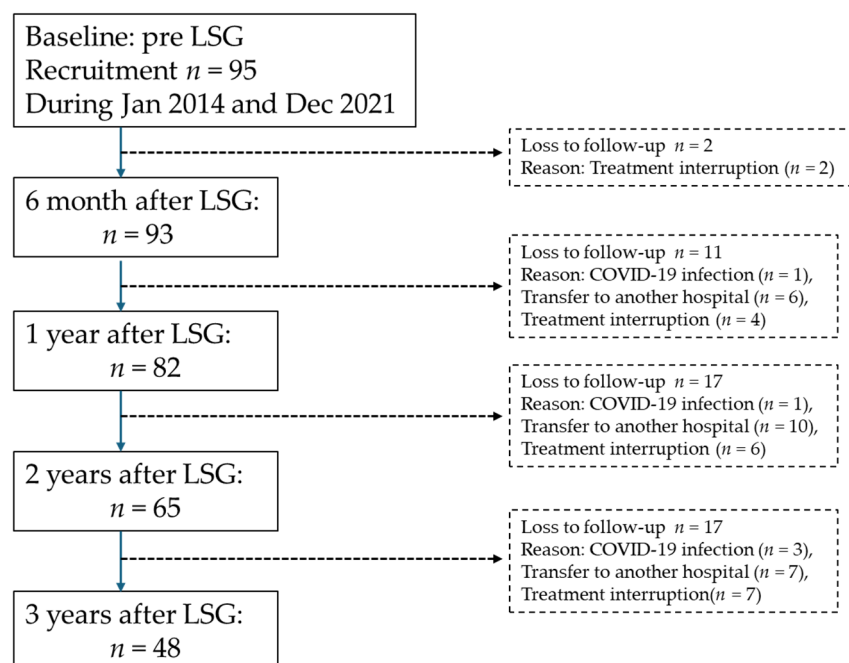 Baseline: pre LSG
Recruitment n = 95
During Jan 2014 and Dec 2021
Loss to follow-up n = 2
Reason: Treatment interruption (n = 2)
6 month after LSG:
n = 93
Loss to follow-up n = 11
Reason: COVID-19 infection (n = 1),
Transfer to another hospital (n = 6),
Treatment interruption (n = 4)
1 year after LSG:
n = 82
Loss to follow-up n = 17
Reason: COVID-19 infection (n = 1),
Transfer to another hospital (n = 10),
Treatment interruption (n = 6)
2 years after LSG:
n = 65
Loss to follow-up n = 17
Reason: COVID-19 infection (n = 3),
Transfer to another hospital (n = 7),
Treatment interruption(n = 7)
3 years after LSG:
n = 48